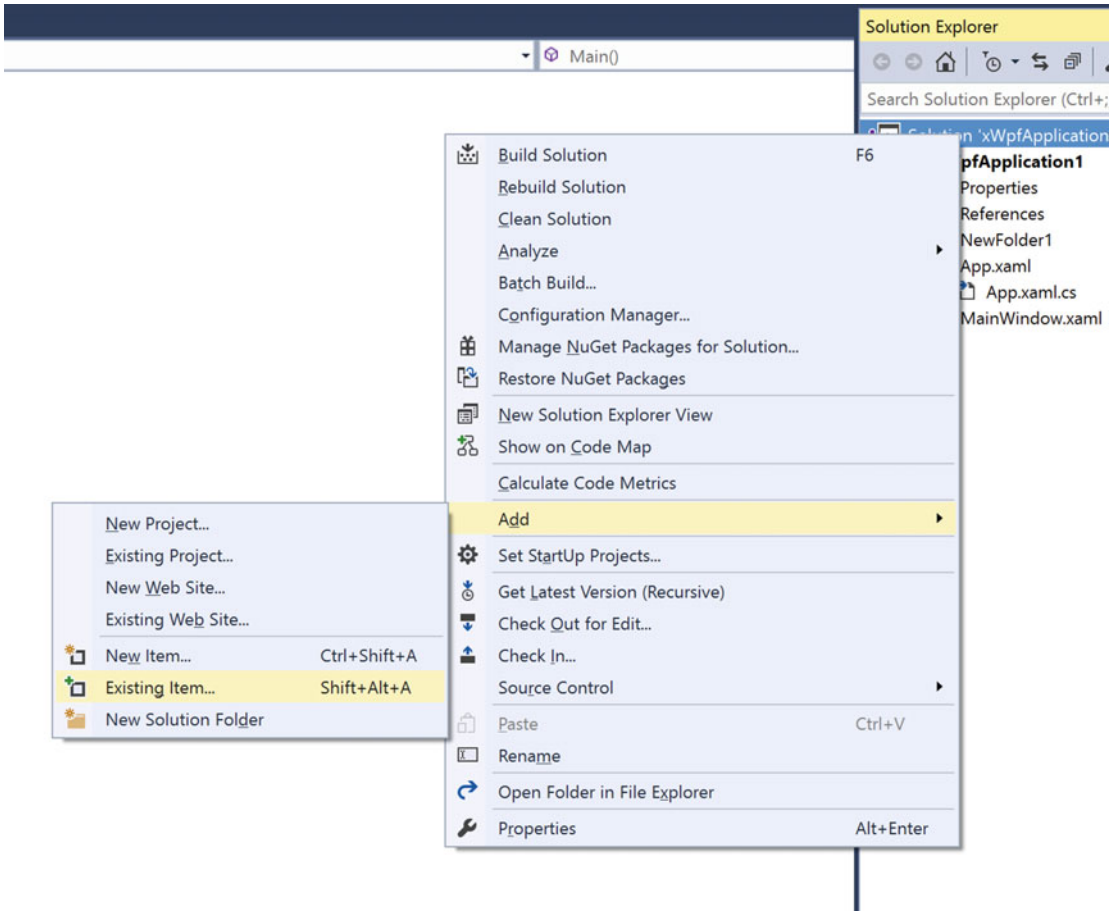 Solution Explorer
Main()
Search Solution Explorer (Ctrl+;
Solution 'xWpfApplication
pfApplication1
Properties
References
NewFolder1
App.xaml
App.xaml.cs
MainWindow.xaml
Build Solution F6
Rebuild Solution
Clean Solution
Analyze
Batch Build...
Configuration Manager...
Manage NuGet Packages for Solution...
Restore NuGet Packages
New Solution Explorer View
Show on Code Map
Calculate Code Metrics
Add
Set StartUp Projects...
Get Latest Version (Recursive)
Check Out for Edit...
Check In...
Source Control
Paste Ctrl+V
Rename
Open Folder in File Explorer
Properties Alt+Enter
New Project...
Existing Project...
New Web Site...
Existing Web Site...
New Item... Ctrl+Shift+A
Existing Item... Shift+Alt+A
New Solution Folder